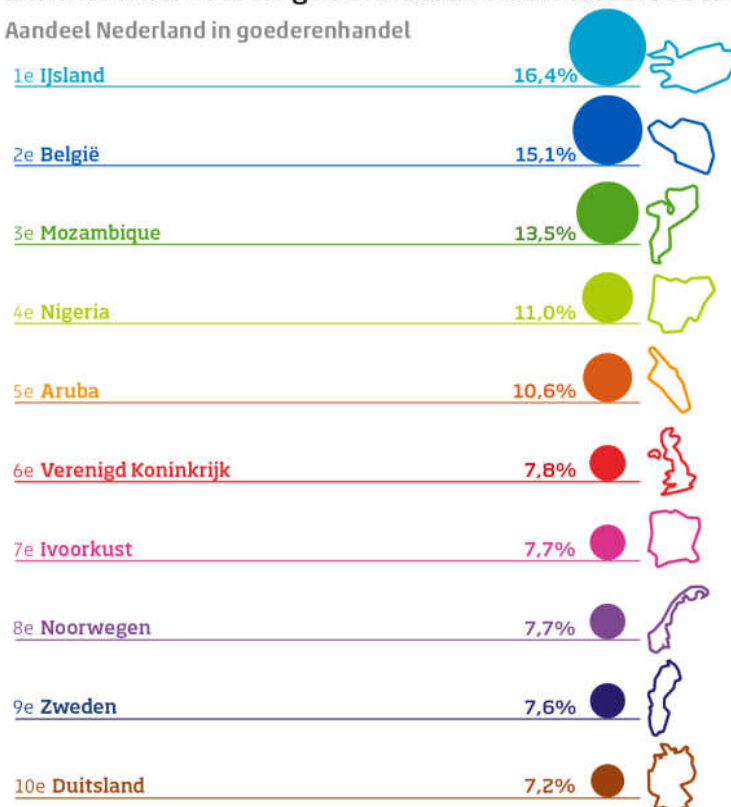 Aandeel Nederland in goederenhandel
1e IJsland 16,4%
2e België 15,1%
3e Mozambique 13,5%
4e Nigeria 11,0%
5e Aruba 10,6%
6e Verenigd Koninkrijk 7,8%
7e Ivoorkust 7,7%
8e Noorwegen 7,7%
9e Zweden 7,6%
10e Duitsland 7,2%